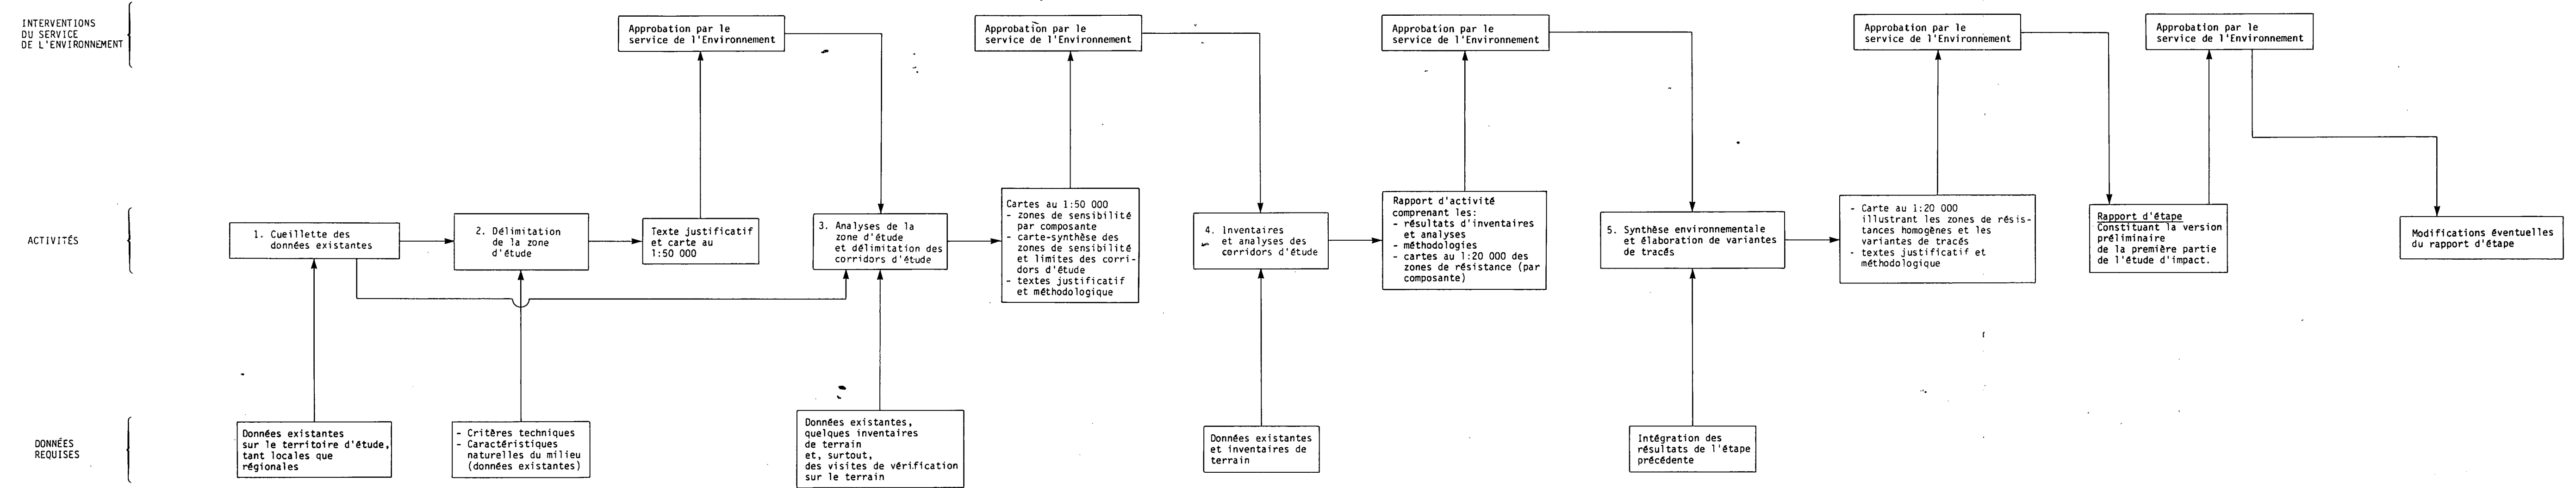 INTERVENTIONS
DU SERVICE
DE L'ENVIRONNEMENT
Approbation par le
service de l'Environnement
Approbation par le
service de l'Environnement
Approbation par le
service de l'Environnement
Approbation par le
service de l'Environnement
Approbation par le
service de l'Environnement
ACTIVITÉS
1. Cueillette des
données existantes
2. Délimitation
de la zone
d'étude
Texte justificatif
et carte au
1:50 000
3. Analyses de la
zone d'étude
et délimitation des
corridors d'étude
Cartes au 1:50 000
- zones de sensibilité
par composante
- carte-synthèse des
zones de sensibilité
et limites des corri-
dors d'étude
- textes justificatif
et méthodologique
4. Inventaires
et analyses des
corridors d'étude
Rapport d'activité
comprenant les:
- résultats d'inventaires
et analyses
- méthodologies
- cartes au 1:20 000 des
zones de résistance (par
composante)
5. Synthèse environnementale
et élaboration de variantes
de tracés
- Carte au 1:20 000
illustrant les zones de résis-
tances homogènes et les
variantes de tracés
- textes justificatif et
méthodologique
Rapport d'étape
Constituant la version
préliminaire
de la première partie
de l'étude d'impact.
Modifications éventuelles
du rapport d'étape
DONNÉES
REQUISES
Données existantes
sur le territoire d'étude,
tant locales que
régionales
- Critères techniques
- Caractéristiques
naturelles du milieu
(données existantes)
Données existantes,
quelques inventaires
de terrain
et, surtout,
des visites de vérification
sur le terrain
Données existantes
et inventaires de
terrain
Intégration des
résultats de l'étape
précédente